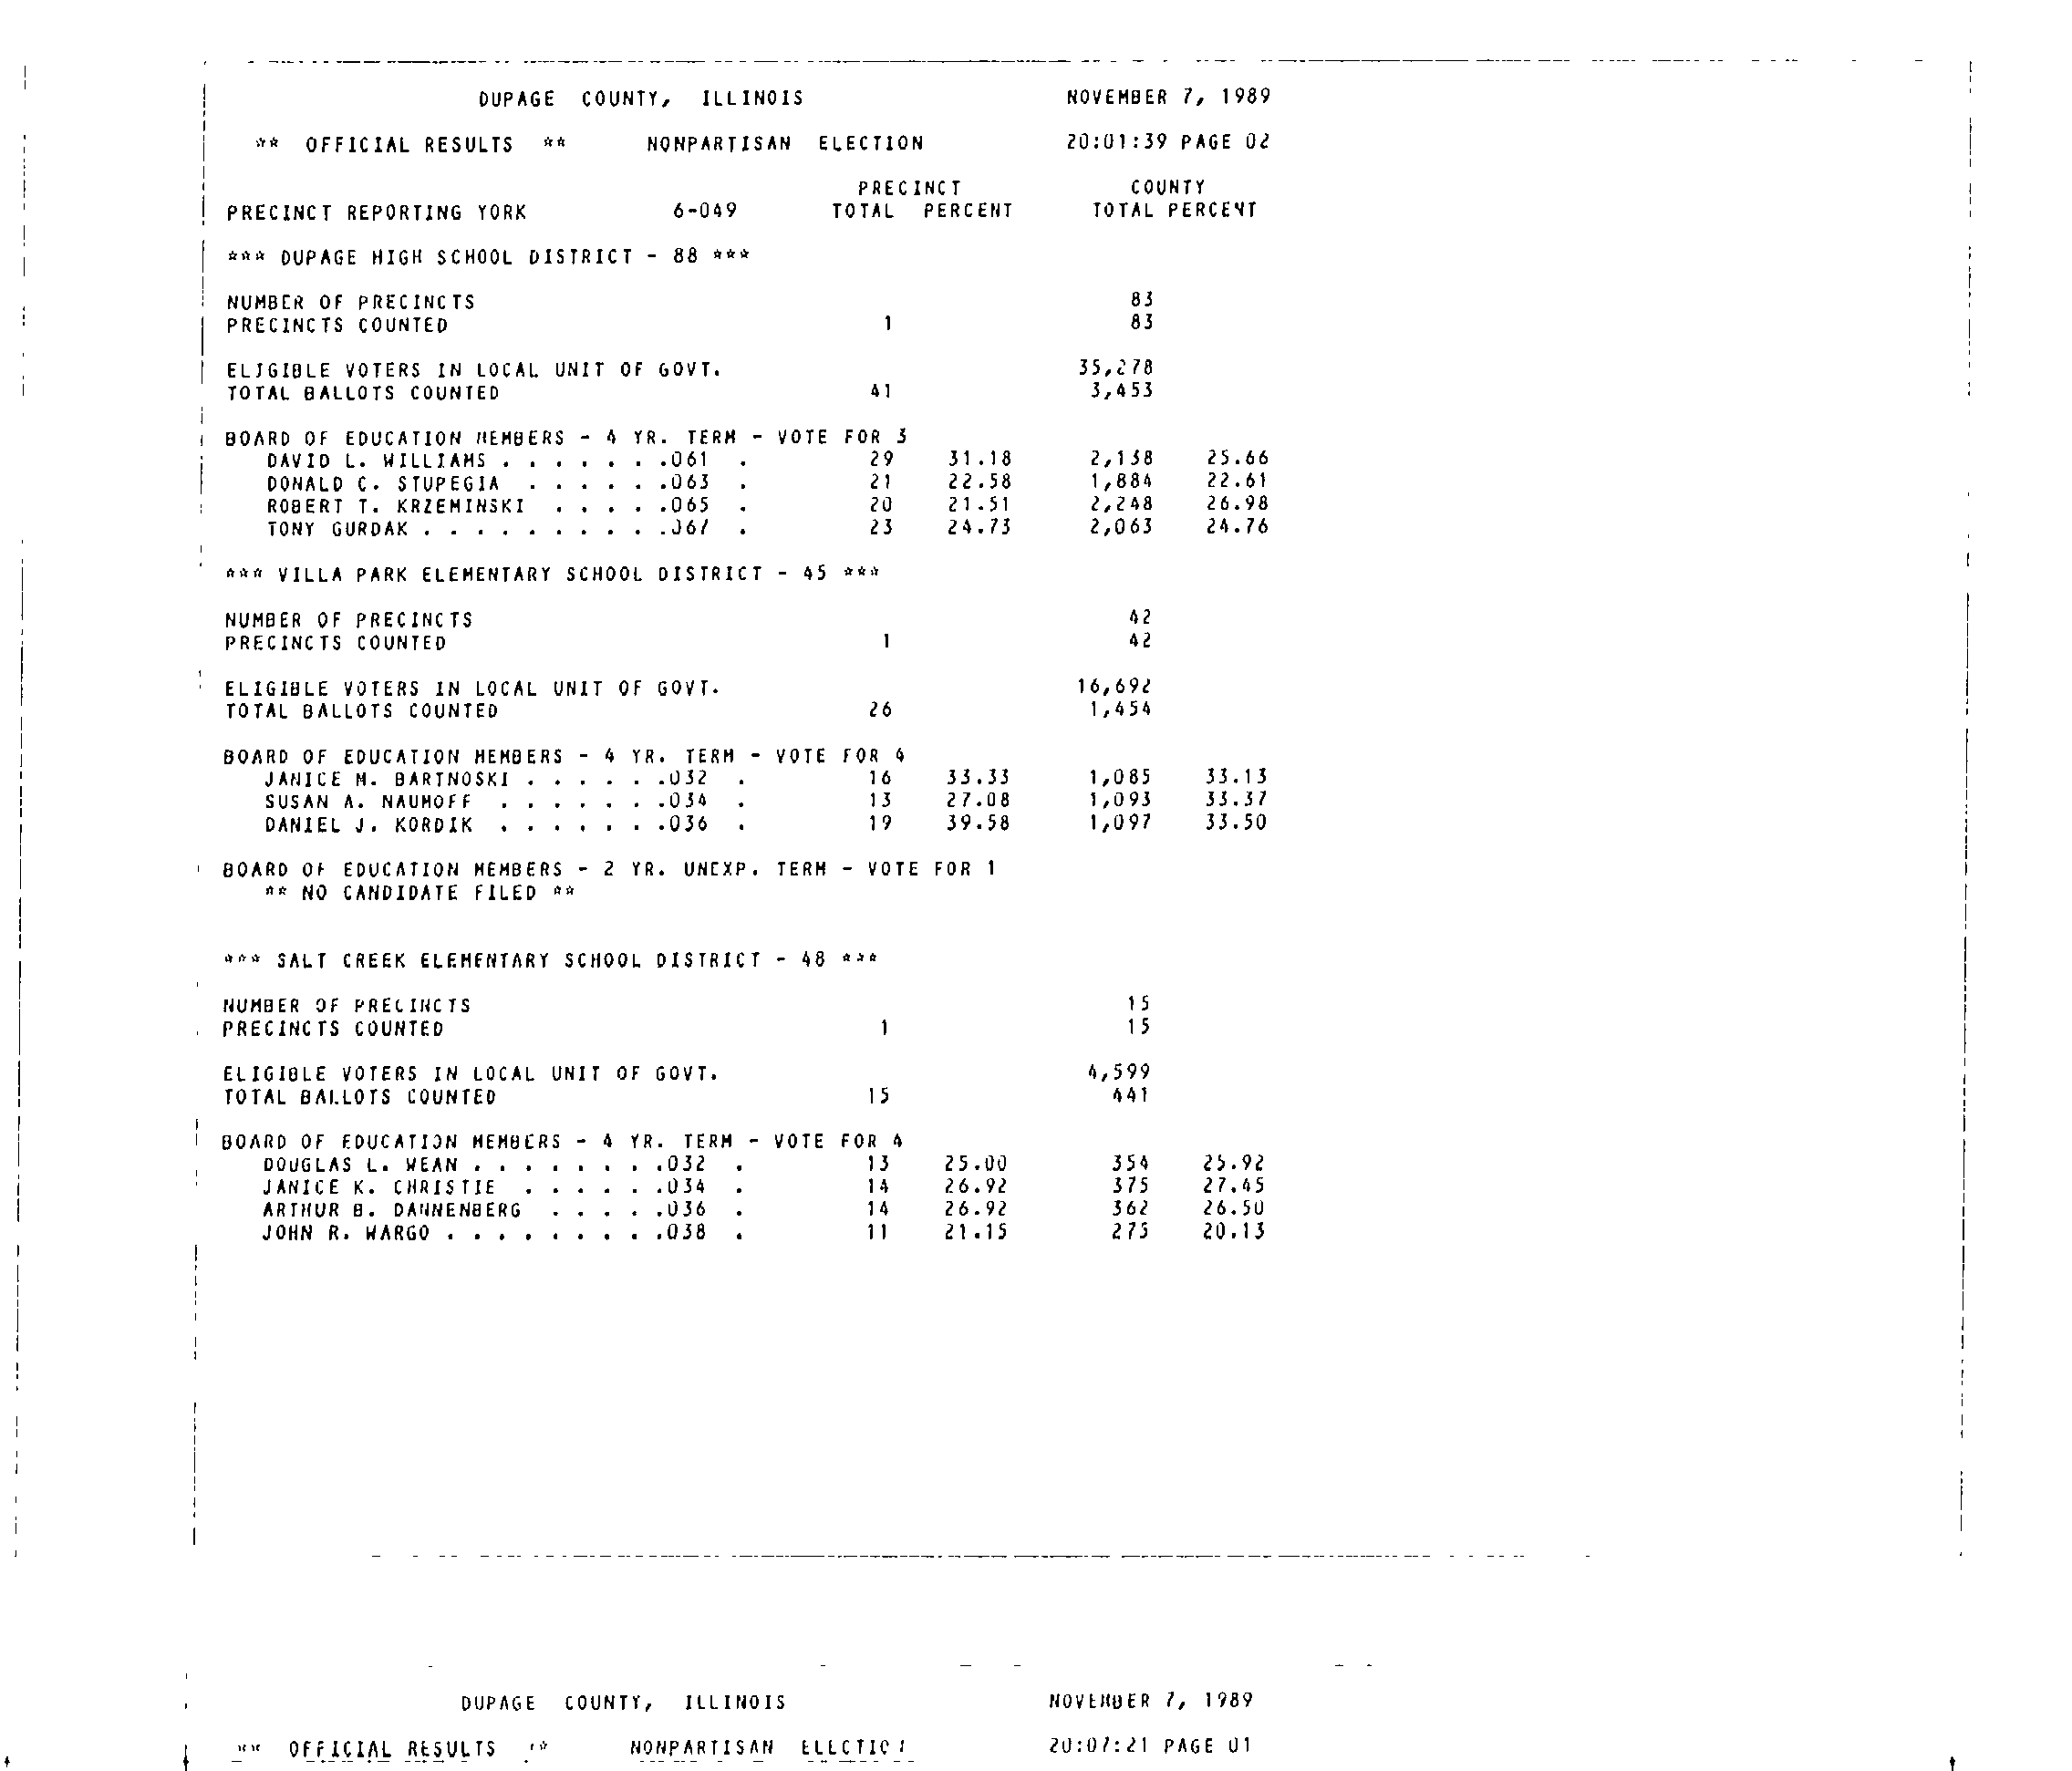 DUPAGE COUNTY, ILLINOIS NOVEMBER 7, 1989
** OFFICIAL RESULTS ** NONPARTISAN ELECTION 20:01:39 PAGE 02
PRECINCT COUNTY
PRECINCT REPORTING YORK 6-049 TOTAL PERCENT TOTAL PERCENT
*** DUPAGE HIGH SCHOOL DISTRICT - 88 ***
NUMBER OF PRECINCTS 83
PRECINCTS COUNTED 1 83
ELIGIBLE VOTERS IN LOCAL UNIT OF GOVT. 35,278
TOTAL BALLOTS COUNTED 41 3,453
BOARD OF EDUCATION MEMBERS - 4 YR. TERM - VOTE FOR 3
DAVID L. WILLIAMS . . . . . . .061 . 29 31.18 2,138 25.66
DONALD C. STUPEGIA . . . . . .063 . 21 22.58 1,884 22.61
ROBERT T. KRZEMINSKI . . . . .065 . 20 21.51 2,248 26.98
TONY GURDAK . . . . . . . . . .067 . 23 24.73 2,063 24.76
*** VILLA PARK ELEMENTARY SCHOOL DISTRICT - 45 ***
NUMBER OF PRECINCTS 42
PRECINCTS COUNTED 1 42
ELIGIBLE VOTERS IN LOCAL UNIT OF GOVT. 16,692
TOTAL BALLOTS COUNTED 26 1,454
BOARD OF EDUCATION MEMBERS - 4 YR. TERM - VOTE FOR 4
JANICE M. BARTNOSKI . . . . . .032 . 16 33.33 1,085 33.13
SUSAN A. NAUMOFF . . . . . . .034 . 13 27.08 1,093 33.37
DANIEL J. KORDIK . . . . . . .036 . 19 39.58 1,097 33.50
BOARD OF EDUCATION MEMBERS - 2 YR. UNEXP. TERM - VOTE FOR 1
** NO CANDIDATE FILED **
*** SALT CREEK ELEMENTARY SCHOOL DISTRICT - 48 ***
NUMBER OF PRECINCTS 15
PRECINCTS COUNTED 1 15
ELIGIBLE VOTERS IN LOCAL UNIT OF GOVT. 4,599
TOTAL BALLOTS COUNTED 15 441
BOARD OF EDUCATION MEMBERS - 4 YR. TERM - VOTE FOR 4
DOUGLAS L. WEAN . . . . . . . .032 . 13 25.00 354 25.92
JANICE K. CHRISTIE . . . . . .034 . 14 26.92 375 27.45
ARTHUR B. DANNENBERG . . . . .036 . 14 26.92 362 26.50
JOHN R. WARGO . . . . . . . . .038 . 11 21.15 275 20.13
DUPAGE COUNTY, ILLINOIS NOVEMBER 7, 1989
** OFFICIAL RESULTS ** NONPARTISAN ELECTION 20:07:21 PAGE 01